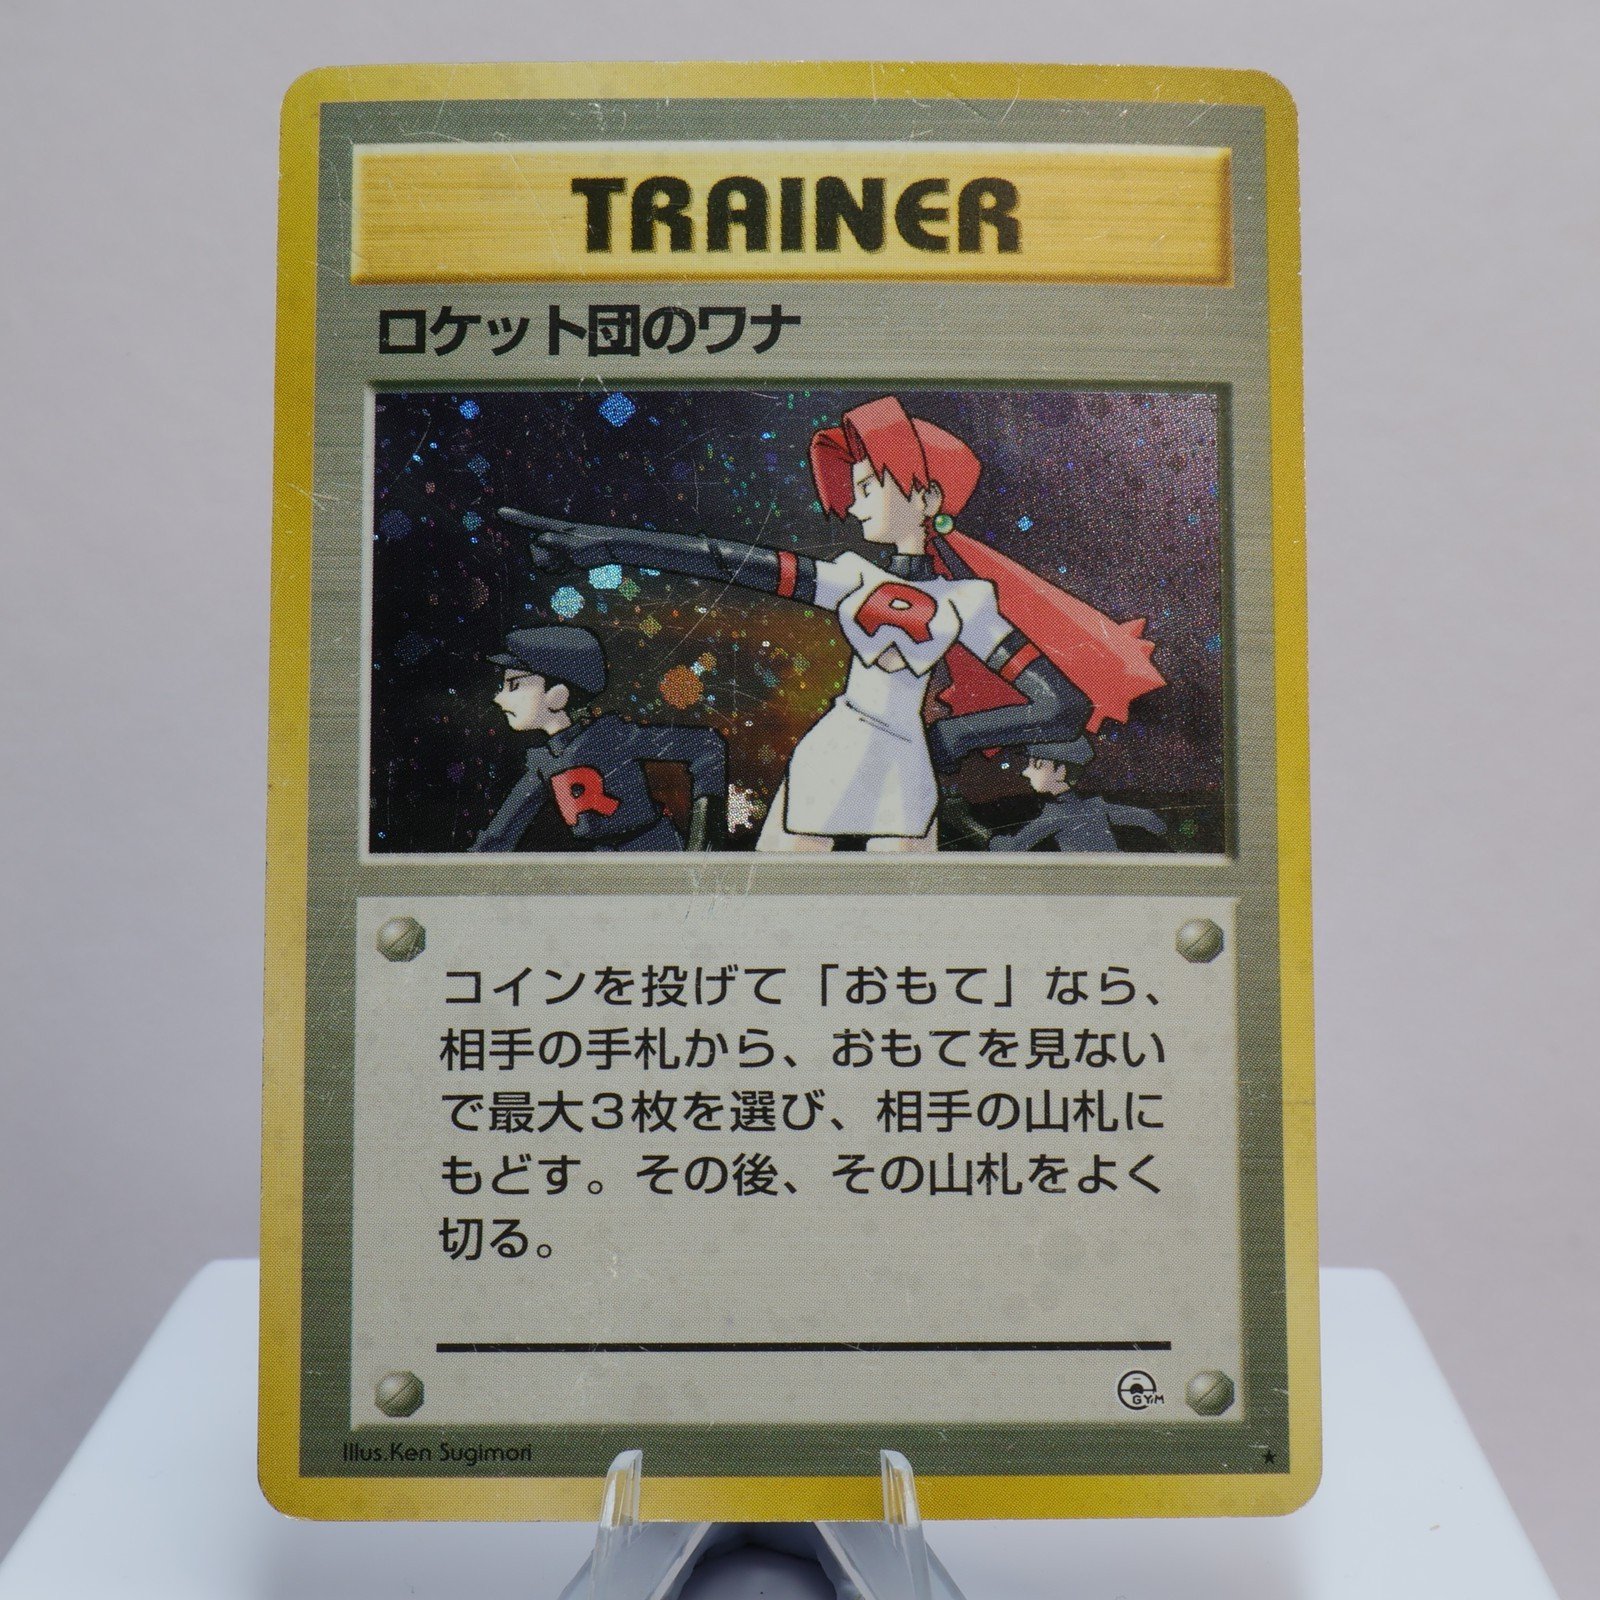 TRAINER
ロケット団のワナ
R
R
コインを投げて「おもて」なら、
相手の手札から、おもてを見ない
で最大3枚を選び、相手の山札に
もどす。その後、その山札をよく
切る。
GYM
Illus.Ken Sugimori
★